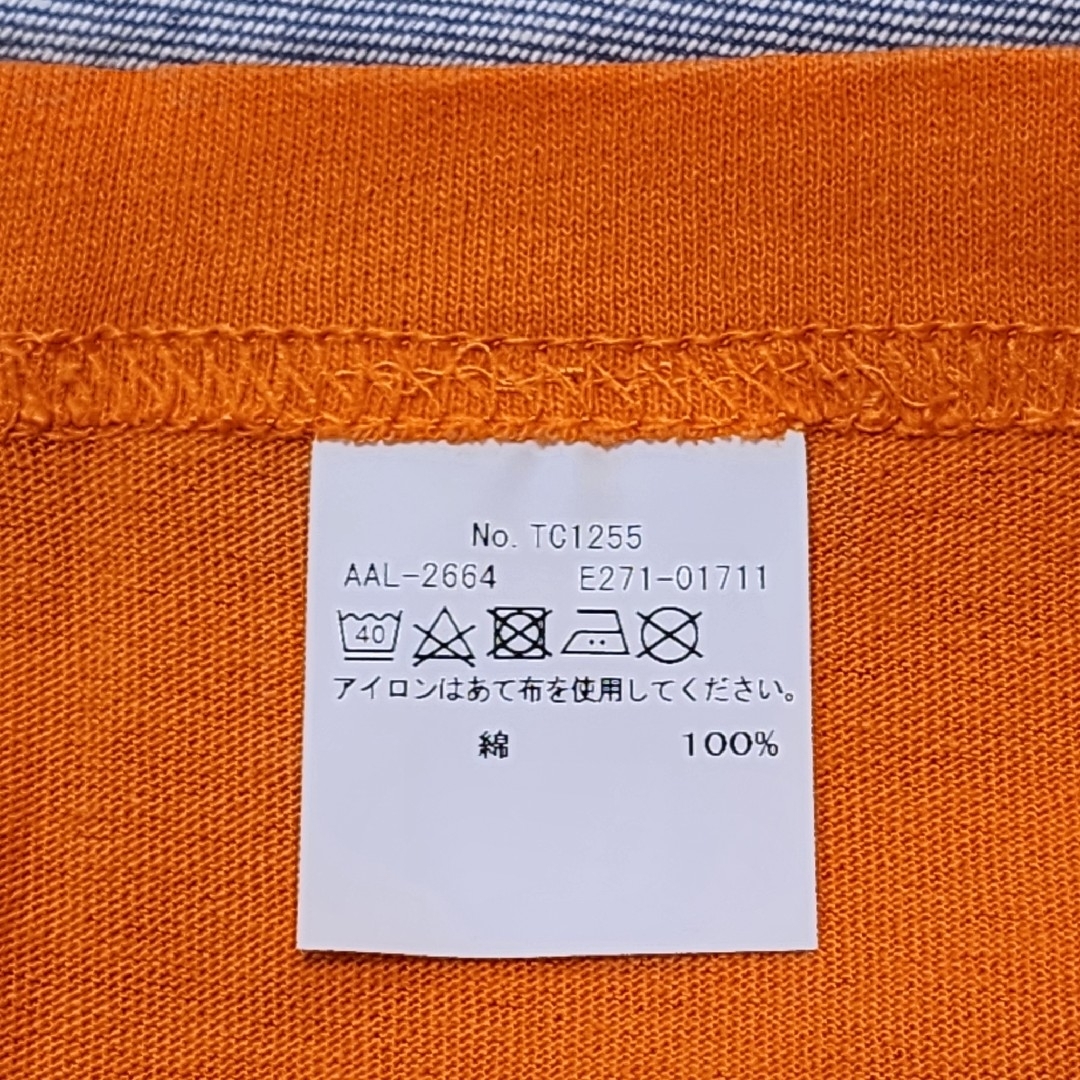 No. TC1255
AAL-2664 E271-01711
40
アイロンはあて布を使用してください。
綿 100%